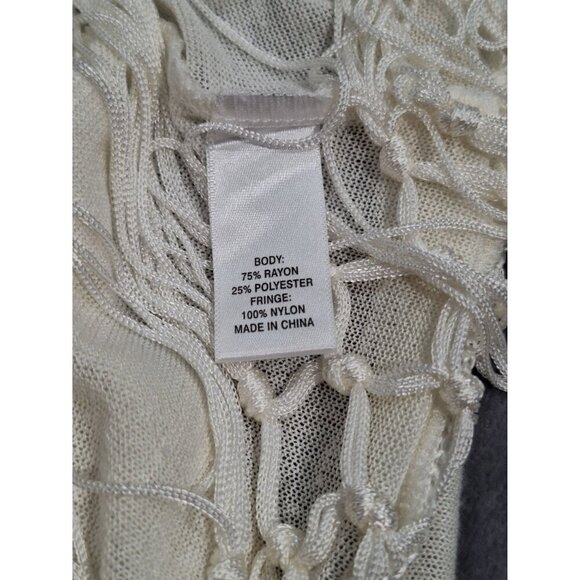 BODY:
75% RAYON
25% POLYESTER
FRINGE:
100% NYLON
MADE IN CHINA